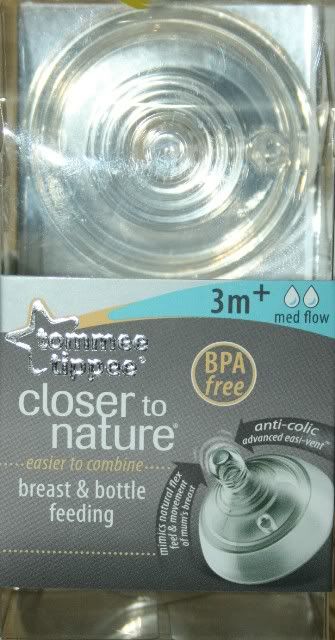 3m+
med flow
tommee
tippee®
BPA
free
closer to
nature®
easier to combine
breast & bottle
feeding
anti-colic
advanced easi-vent™
mimics natural flex
feel & movement
of mum's breast